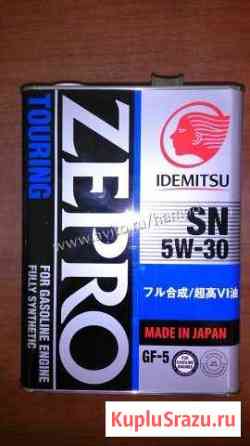 TOURING
FOR GASOLINE ENGINE
FULLY SYNTHETIC
ZEPRO
IDEMITSU
SN
5W-30
フル合成/超高VI油
MADE IN JAPAN
GF-5
KupluSrazu.ru